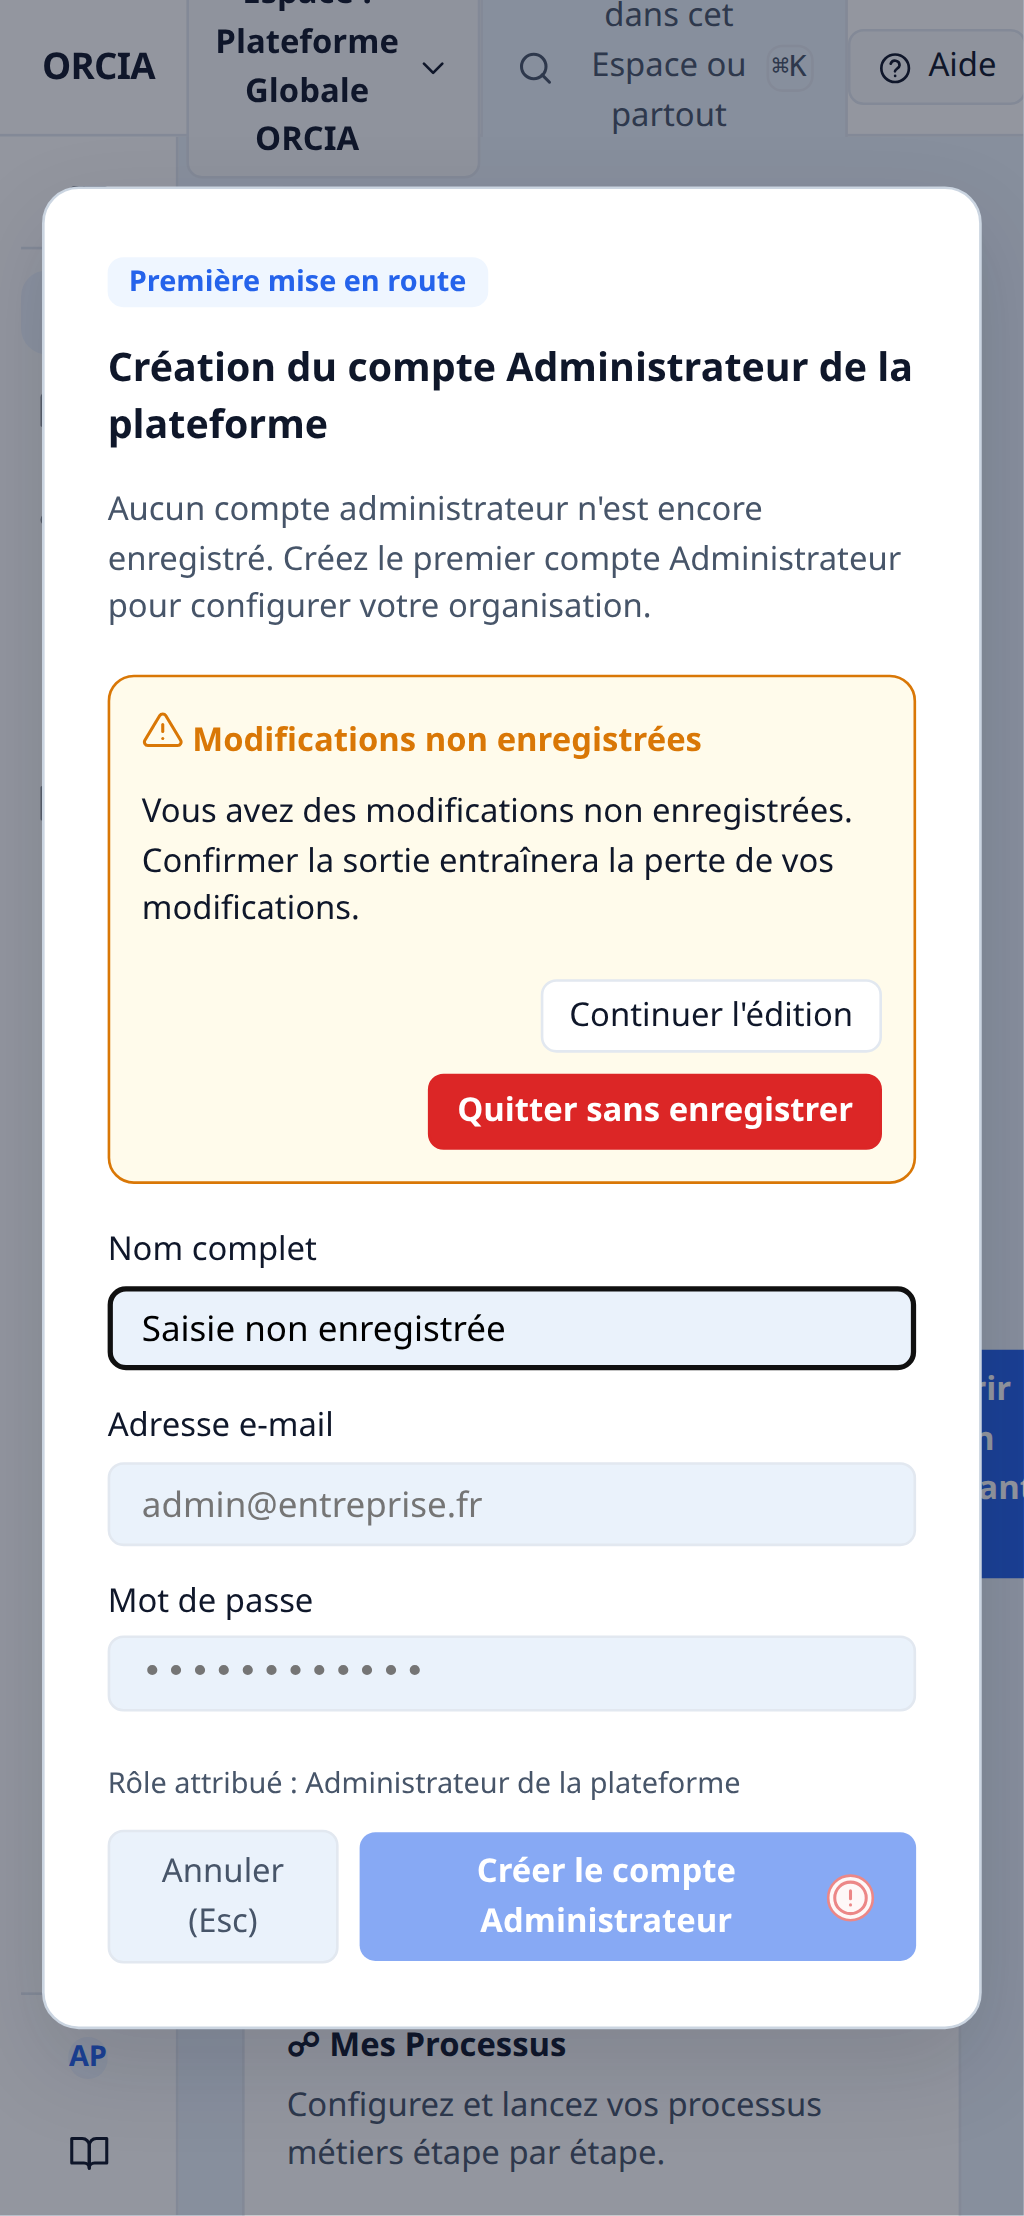 ORCIA
Plateforme
Globale
ORCIA
dans cet
Espace ou
partout
⌘K
Aide
Première mise en route
Création du compte Administrateur de la
plateforme
Aucun compte administrateur n'est encore
enregistré. Créez le premier compte Administrateur
pour configurer votre organisation.
Modifications non enregistrées
Vous avez des modifications non enregistrées.
Confirmer la sortie entraînera la perte de vos
modifications.
Continuer l'édition
Quitter sans enregistrer
Nom complet
Saisie non enregistrée
Adresse e-mail
admin@entreprise.fr
Mot de passe
••••••••••••
Rôle attribué : Administrateur de la plateforme
Annuler
(Esc)
Créer le compte
Administrateur
AP
Mes Processus
Configurez et lancez vos processus
métiers étape par étape.